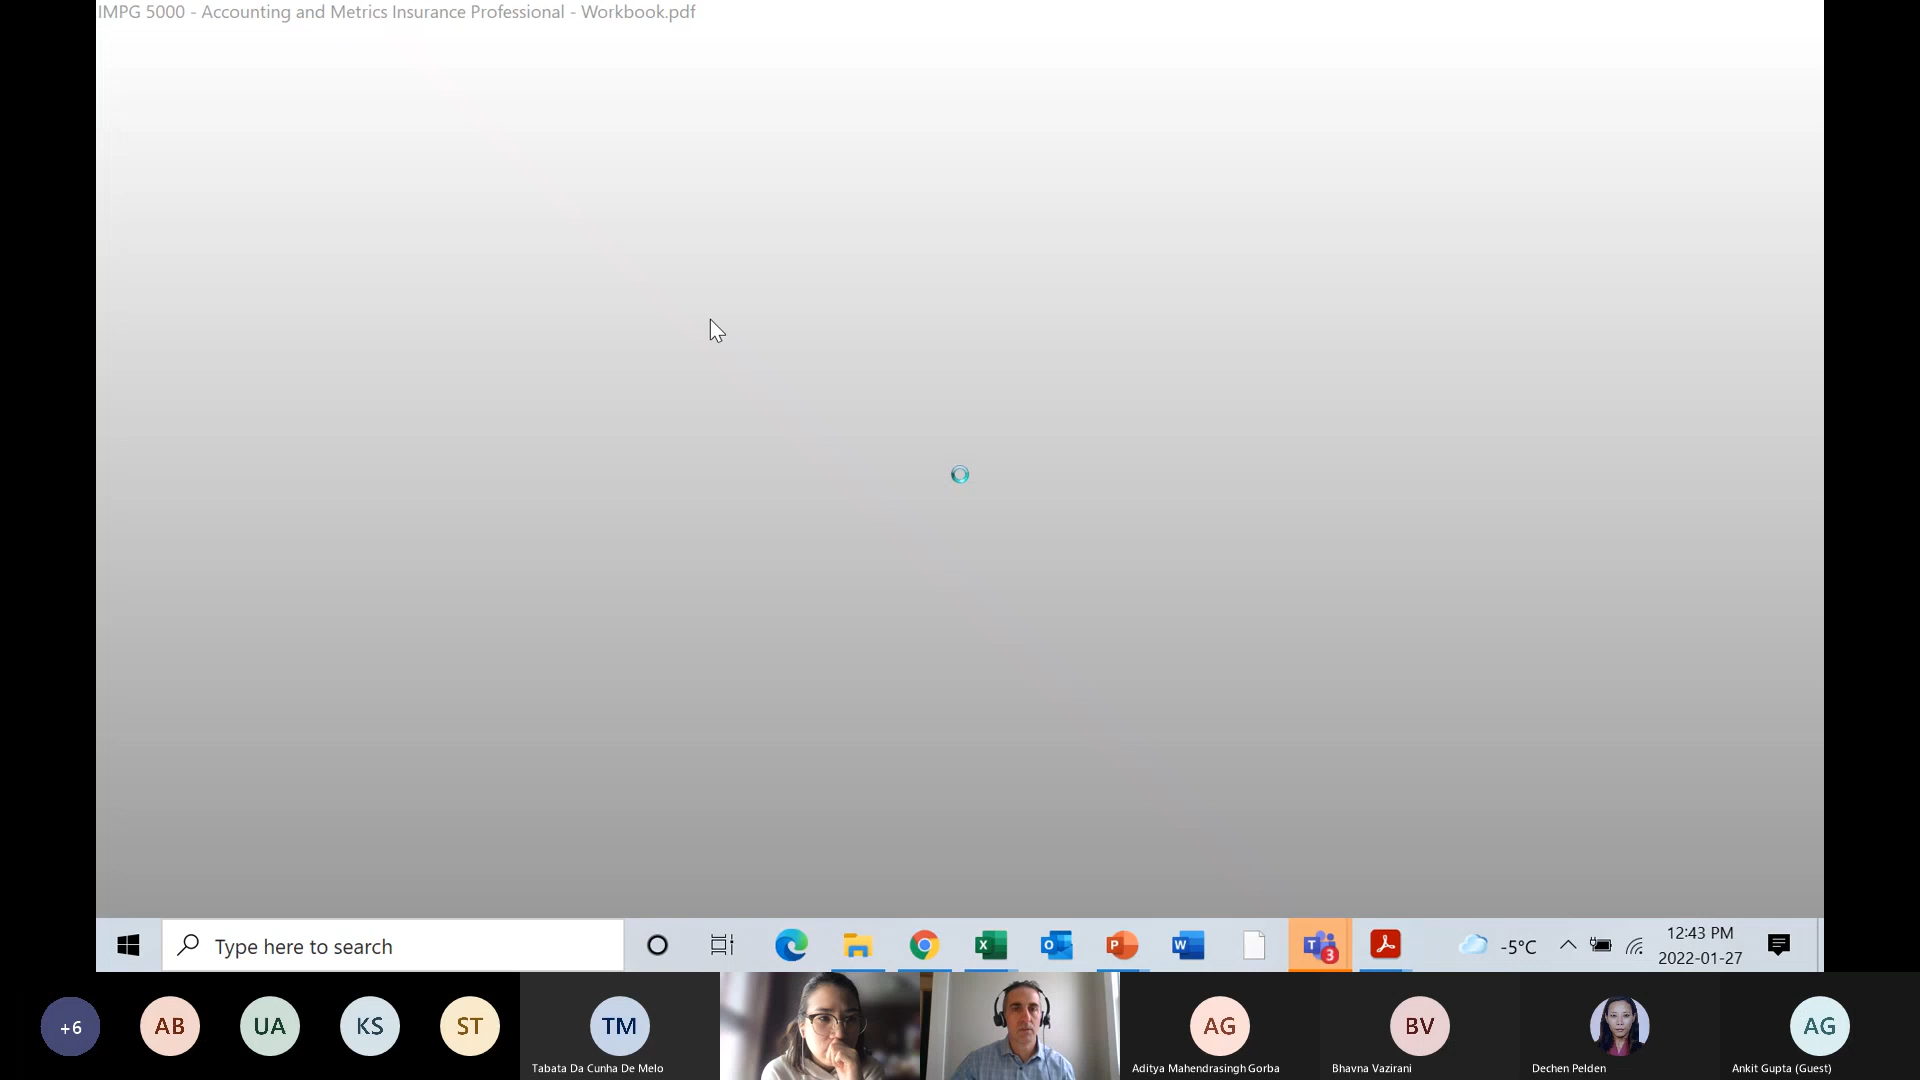 IMPG 5000 - Accounting and Metrics Insurance Professional - Workbook.pdf
Type here to search
X
O
P
W
T
3
-5°C
12:43 PM
2022-01-27
+6
AB
UA
KS
ST
TM
Tabata Da Cunha De Melo
AG
Aditya Mahendrasingh Gorba
BV
Bhavna Vazirani
Dechen Pelden
AG
Ankit Gupta (Guest)